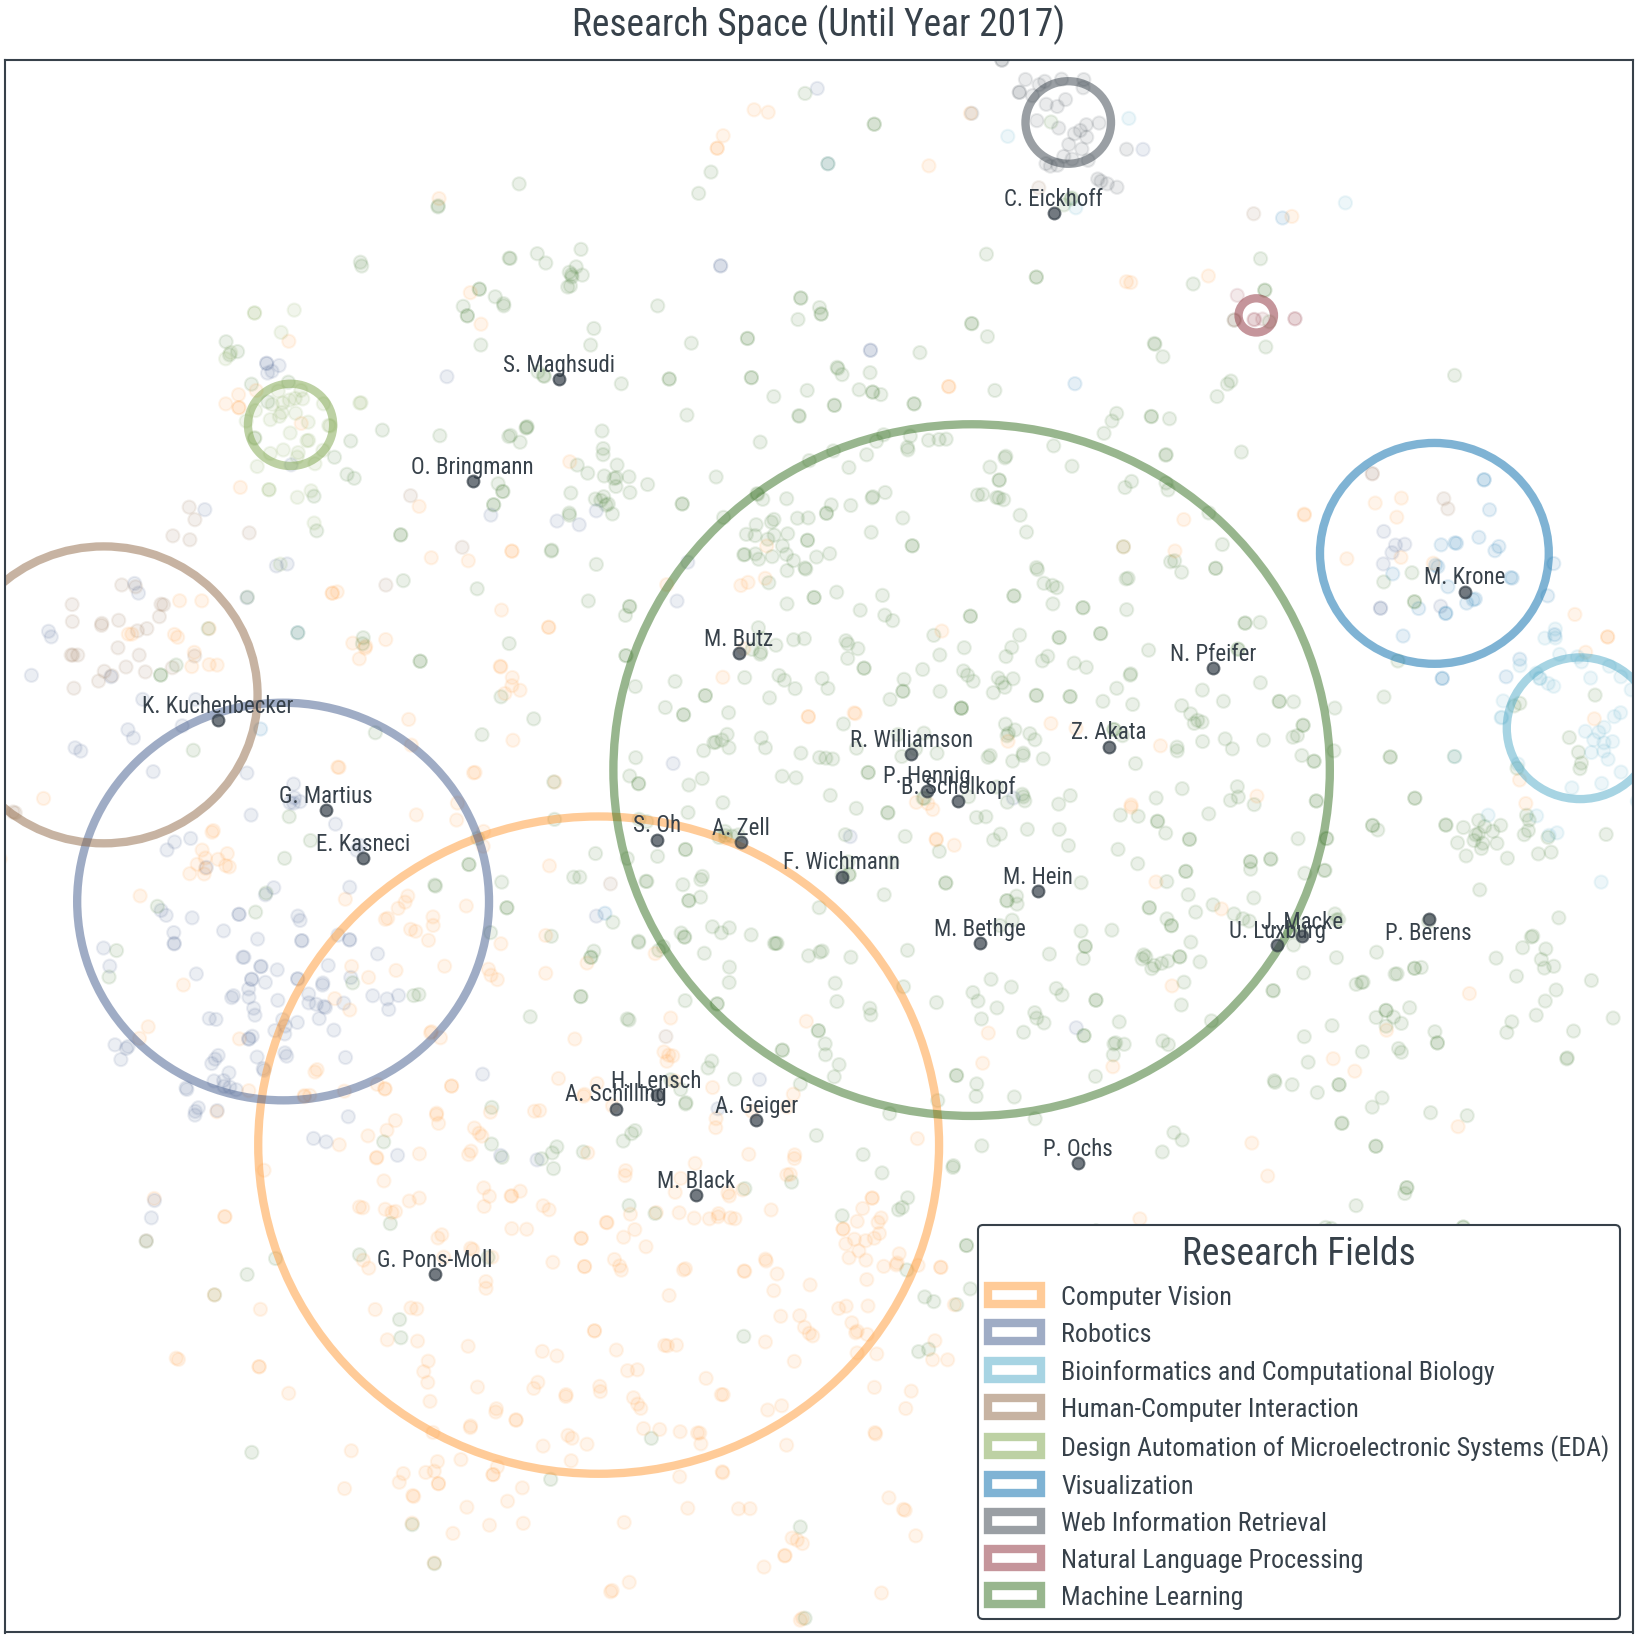 Research Space (Until Year 2017)
C. Eickhoff
S. Maghsudi
O. Bringmann
M. Krone
M. Butz
N. Pfeifer
K. Kuchenbecker
Z. Akata
R. Williamson
P. Hennig
B. Scholkopf
G. Martius
S. Oh
A. Zell
E. Kasneci
F. Wichmann
M. Hein
J. Macke
U. Luxburg
M. Bethge
P. Berens
H. Lensch
A. Schilling
A. Geiger
P. Ochs
M. Black
G. Pons-Moll
Research Fields
Computer Vision
Robotics
Bioinformatics and Computational Biology
Human-Computer Interaction
Design Automation of Microelectronic Systems (EDA)
Visualization
Web Information Retrieval
Natural Language Processing
Machine Learning